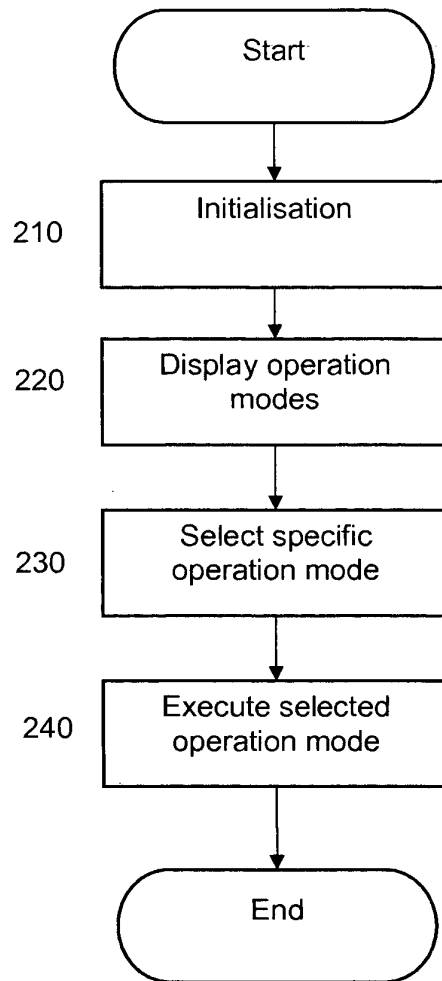 Start
210
Initialisation
220
Display operation
modes
230
Select specific
operation mode
240
Execute selected
operation mode
End